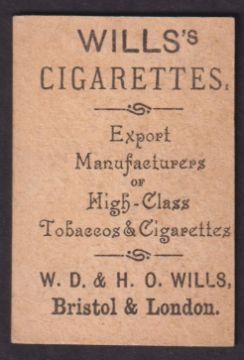 WILLS's
CIGARETTES.
Export
Manufacturers
OF
High-Class
Tobaccos & Cigarettes
W. D. & H. O. WILLS,
Bristol & London.